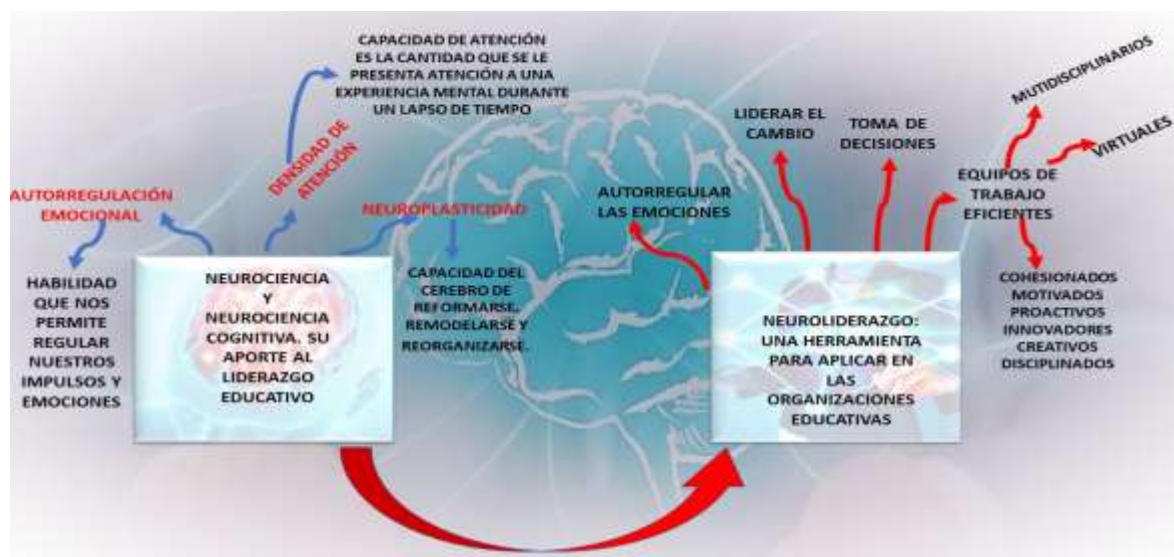 CAPACIDAD DE ATENCIÓN
ES LA CANTIDAD QUE SE LE
PRESENTA ATENCIÓN A UNA
EXPERIENCIA MENTAL DURANTE
UN LAPSO DE TIEMPO
DENSIDAD DE
ATENCIÓN
AUTORREGULACIÓN
EMOCIONAL
NEUROPLASTICIDAD
HABILIDAD
QUE NOS
PERMITE
REGULAR
NUESTROS
IMPULSOS Y
EMOCIONES
NEUROCIENCIA
Y
NEUROCIENCIA
COGNITIVA. SU
APORTE AL
LIDERAZGO
EDUCATIVO
CAPACIDAD DEL
CEREBRO DE
REFORMARSE,
REMODELARSE Y
REORGANIZARSE.
AUTORREGULAR
LAS EMOCIONES
LIDERAR EL
CAMBIO
TOMA DE
DECISIONES
EQUIPOS DE
TRABAJO
EFICIENTES
MUTIDISCIPLINARIOS
VIRTUALES
COHESIONADOS
MOTIVADOS
PROACTIVOS
INNOVADORES
CREATIVOS
DISCIPLINADOS
NEUROLIDERAZGO:
UNA HERRAMIENTA
PARA APLICAR EN
LAS
ORGANIZACIONES
EDUCATIVAS